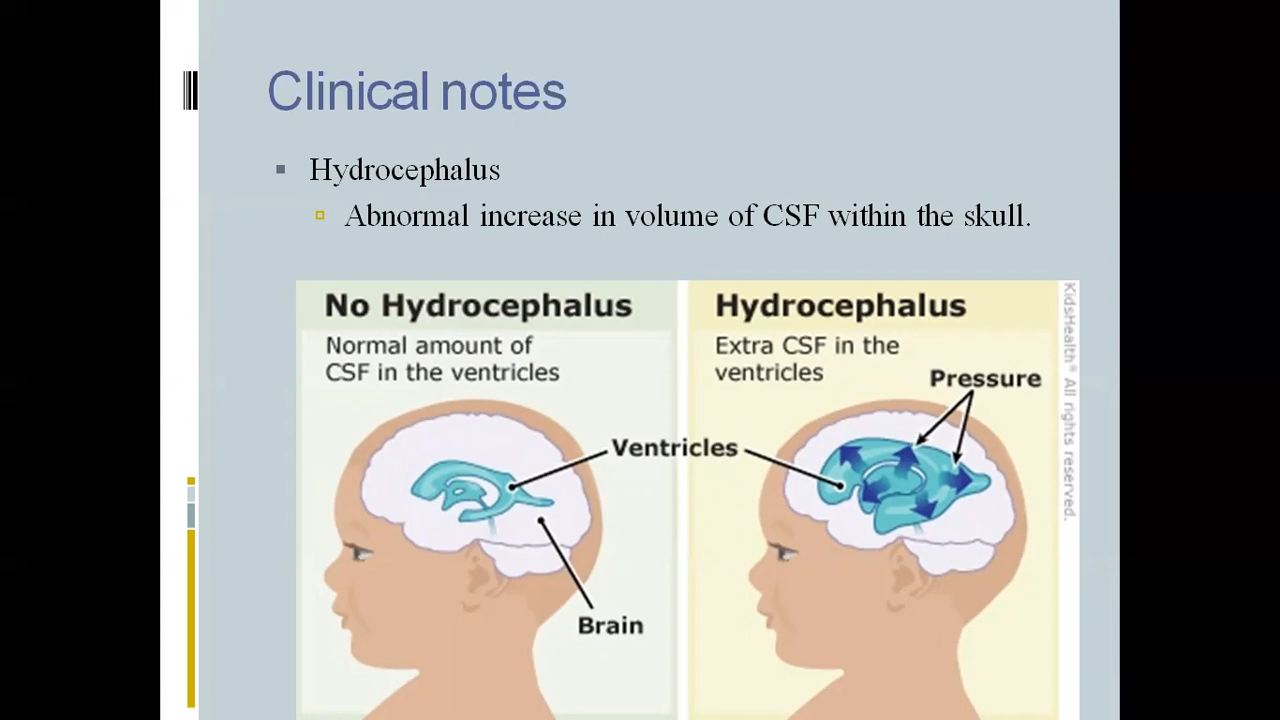 Clinical notes
Hydrocephalus
Abnormal increase in volume of CSF within the skull.
No Hydrocephalus
Normal amount of
CSF in the ventricles
Hydrocephalus
Extra CSF in the
ventricles
Pressure
Ventricles
Brain
KidsHealth® All rights reserved.